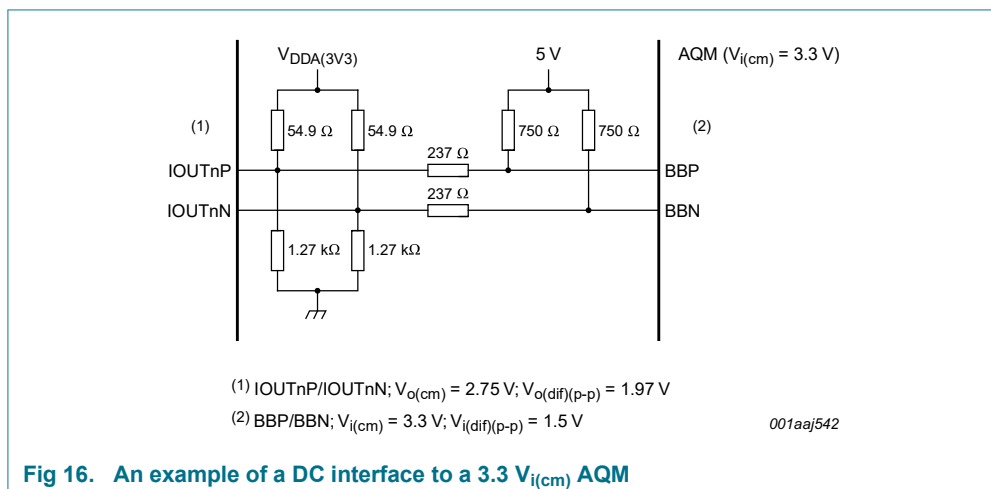 V_DDA(3V3) 5 V AQM (V_i(cm) = 3.3 V)
(1) 54.9 Ω 54.9 Ω 750 Ω 750 Ω (2)
237 Ω
IOUTnP BBP
237 Ω
IOUTnN BBN
1.27 kΩ 1.27 kΩ
(1) IOUTnP/IOUTnN; V_o(cm) = 2.75 V; V_o(dif)(p-p) = 1.97 V
(2) BBP/BBN; V_i(cm) = 3.3 V; V_i(dif)(p-p) = 1.5 V 001aaj542
Fig 16. An example of a DC interface to a 3.3 V_i(cm) AQM